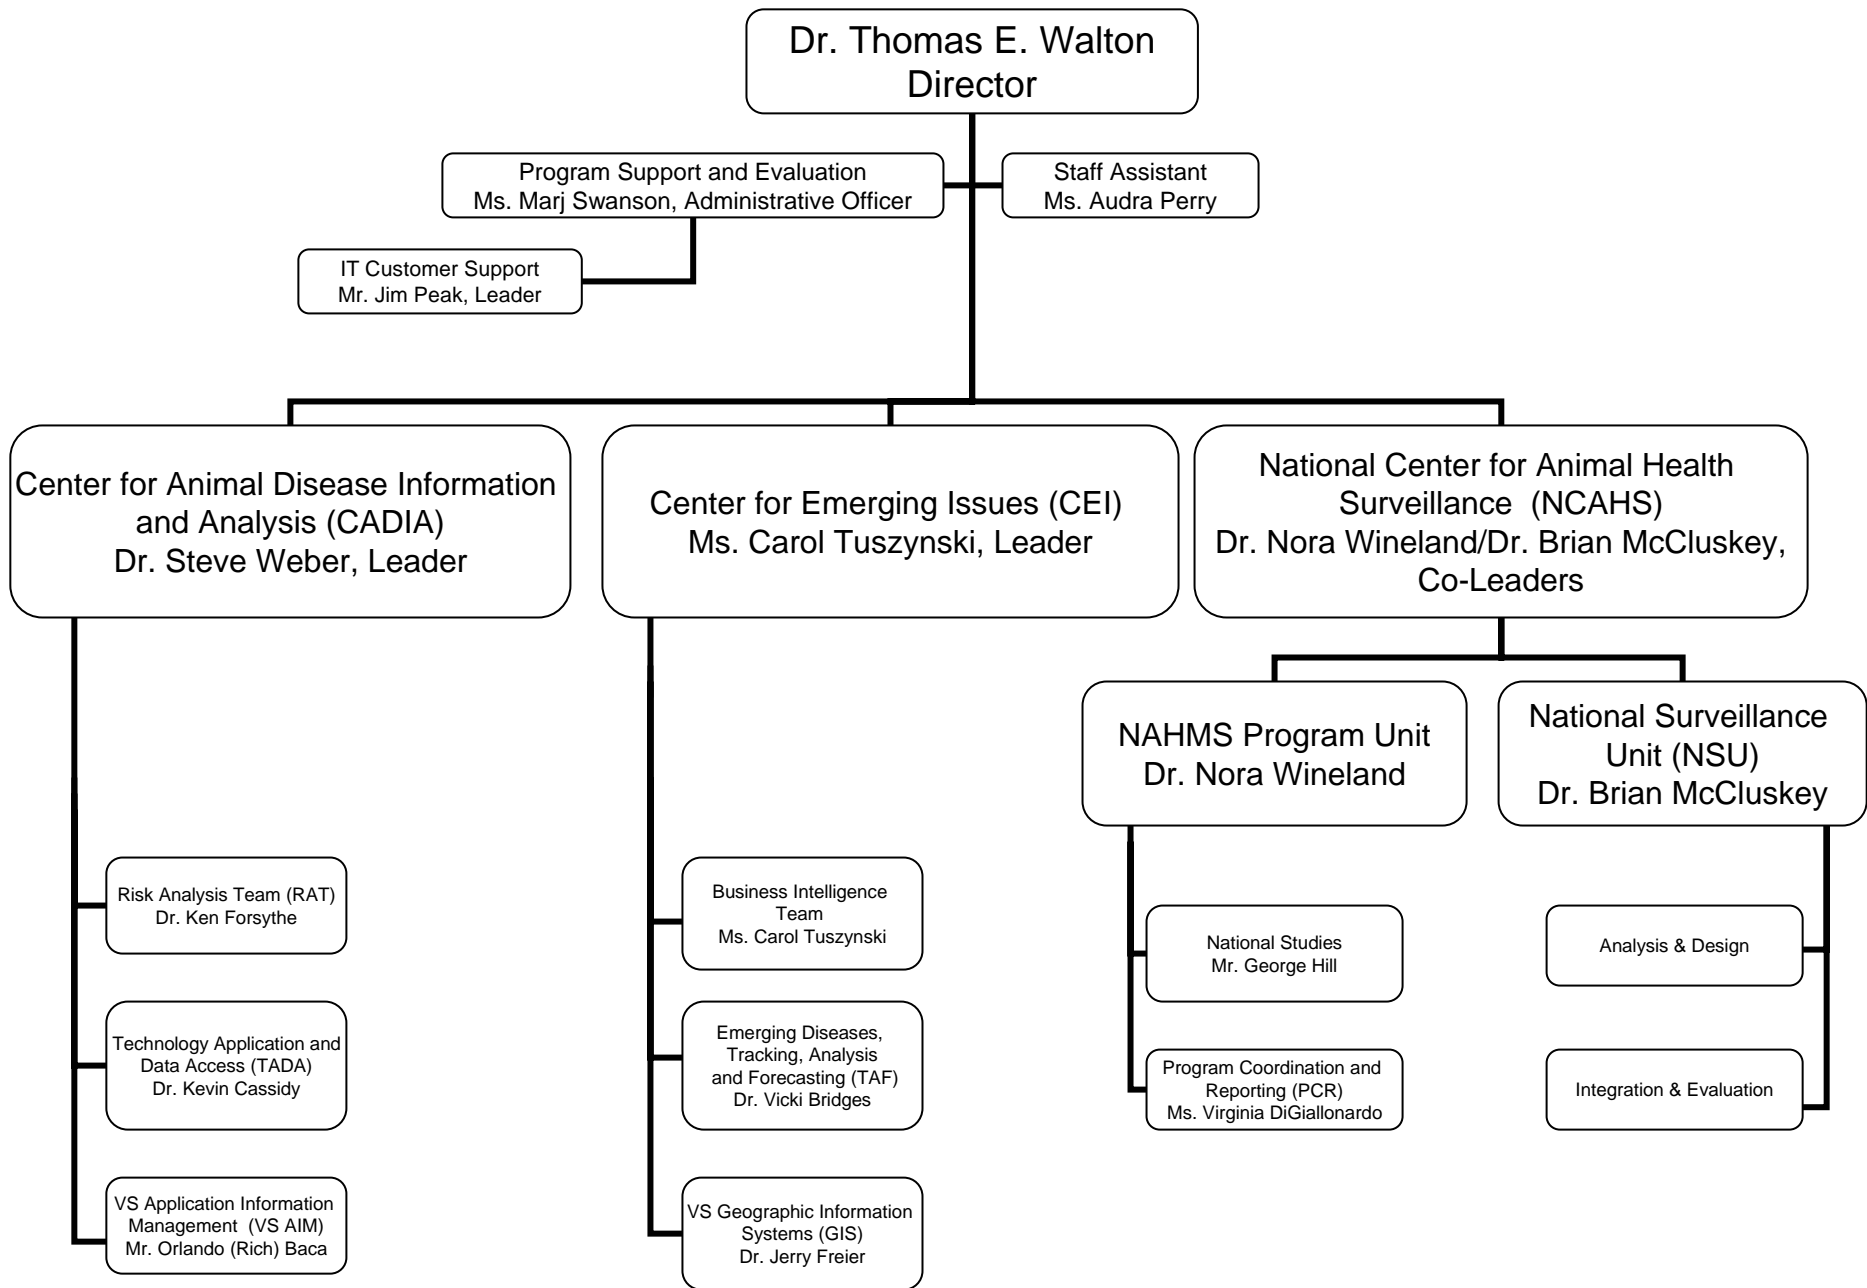 Dr. Thomas E. Walton
Director
Program Support and Evaluation
Ms. Marj Swanson, Administrative Officer
Staff Assistant
Ms. Audra Perry
IT Customer Support
Mr. Jim Peak, Leader
Center for Animal Disease Information
and Analysis (CADIA)
Dr. Steve Weber, Leader
Center for Emerging Issues (CEI)
Ms. Carol Tuszynski, Leader
National Center for Animal Health
Surveillance (NCAHS)
Dr. Nora Wineland/Dr. Brian McCluskey,
Co-Leaders
NAHMS Program Unit
Dr. Nora Wineland
National Surveillance
Unit (NSU)
Dr. Brian McCluskey
Risk Analysis Team (RAT)
Dr. Ken Forsythe
Technology Application and
Data Access (TADA)
Dr. Kevin Cassidy
VS Application Information
Management (VS AIM)
Mr. Orlando (Rich) Baca
Business Intelligence
Team
Ms. Carol Tuszynski
Emerging Diseases,
Tracking, Analysis
and Forecasting (TAF)
Dr. Vicki Bridges
VS Geographic Information
Systems (GIS)
Dr. Jerry Freier
National Studies
Mr. George Hill
Program Coordination and
Reporting (PCR)
Ms. Virginia DiGiallonardo
Analysis & Design
Integration & Evaluation